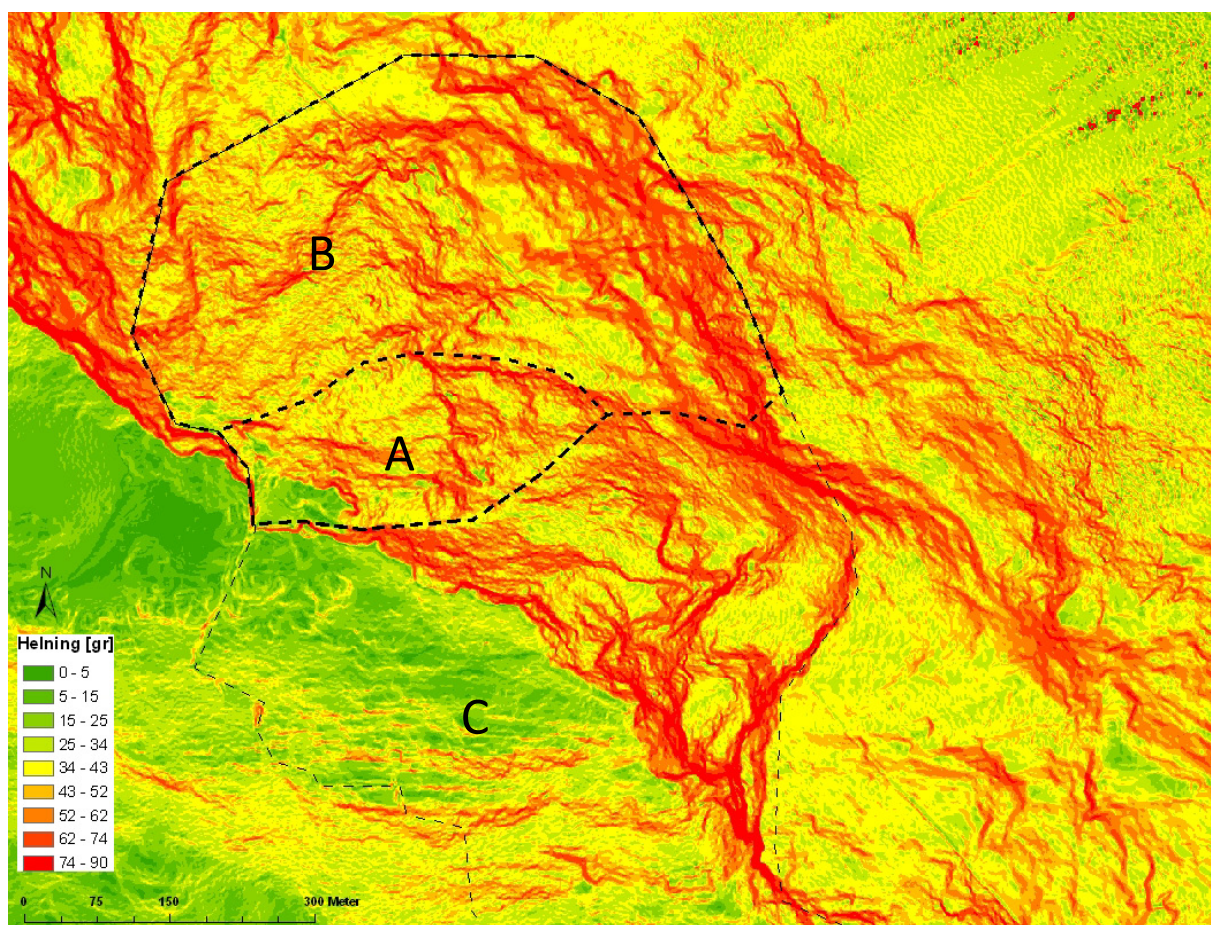 B
A
C
N
Helning [gr]
0 - 5
5 - 15
15 - 25
25 - 34
34 - 43
43 - 52
52 - 62
62 - 74
74 - 90
0 75 150 300 Meter